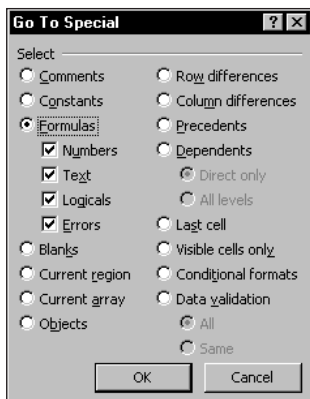 Go To Special
Select
Comments
Constants
Formulas
Numbers
Text
Logicals
Errors
Blanks
Current region
Current array
Objects
Row differences
Column differences
Precedents
Dependents
Direct only
All levels
Last cell
Visible cells only
Conditional formats
Data validation
All
Same
OK
Cancel